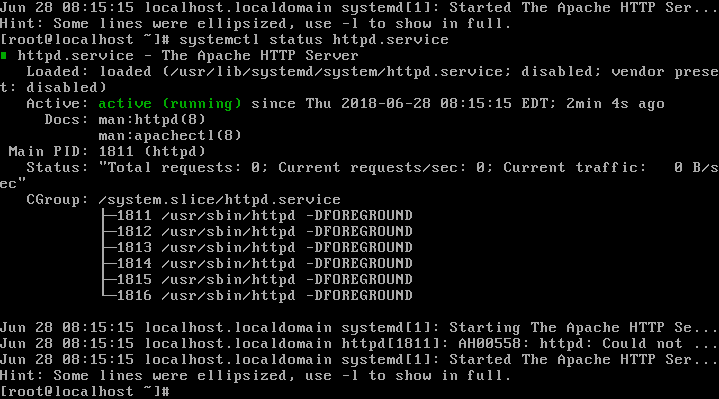 Jun 28 08:15:15 localhost.localdomain systemd[1]: Started The Apache HTTP Ser...
Hint: Some lines were ellipsized, use -l to show in full.
[root@localhost ~]# systemctl status httpd.service
● httpd.service - The Apache HTTP Server
   Loaded: loaded (/usr/lib/systemd/system/httpd.service; disabled; vendor prese
t: disabled)
   Active: active (running) since Thu 2018-06-28 08:15:15 EDT; 2min 4s ago
     Docs: man:httpd(8)
           man:apachectl(8)
 Main PID: 1811 (httpd)
   Status: "Total requests: 0; Current requests/sec: 0; Current traffic:   0 B/s
ec"
   CGroup: /system.slice/httpd.service
           ├─1811 /usr/sbin/httpd -DFOREGROUND
           ├─1812 /usr/sbin/httpd -DFOREGROUND
           ├─1813 /usr/sbin/httpd -DFOREGROUND
           ├─1814 /usr/sbin/httpd -DFOREGROUND
           ├─1815 /usr/sbin/httpd -DFOREGROUND
           └─1816 /usr/sbin/httpd -DFOREGROUND
Jun 28 08:15:15 localhost.localdomain systemd[1]: Starting The Apache HTTP Se...
Jun 28 08:15:15 localhost.localdomain httpd[1811]: AH00558: httpd: Could not ...
Jun 28 08:15:15 localhost.localdomain systemd[1]: Started The Apache HTTP Ser...
Hint: Some lines were ellipsized, use -l to show in full.
[root@localhost ~]#